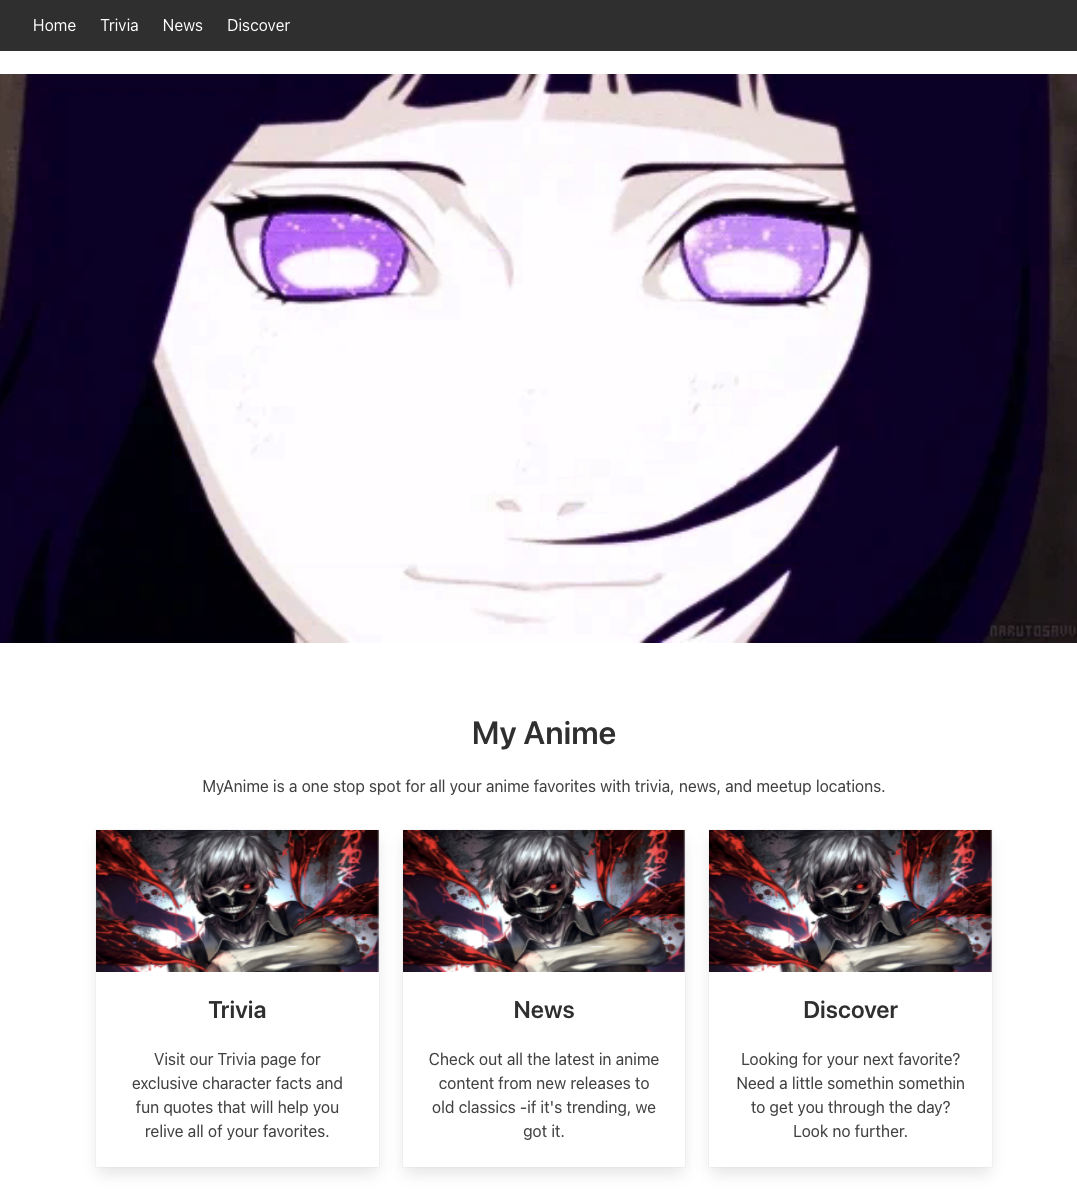 Home Trivia News Discover
NARUTOSAVV
My Anime
MyAnime is a one stop spot for all your anime favorites with trivia, news, and meetup locations.
Trivia
Visit our Trivia page for
exclusive character facts and
fun quotes that will help you
relive all of your favorites.
News
Check out all the latest in anime
content from new releases to
old classics -if it's trending, we
got it.
Discover
Looking for your next favorite?
Need a little somethin somethin
to get you through the day?
Look no further.